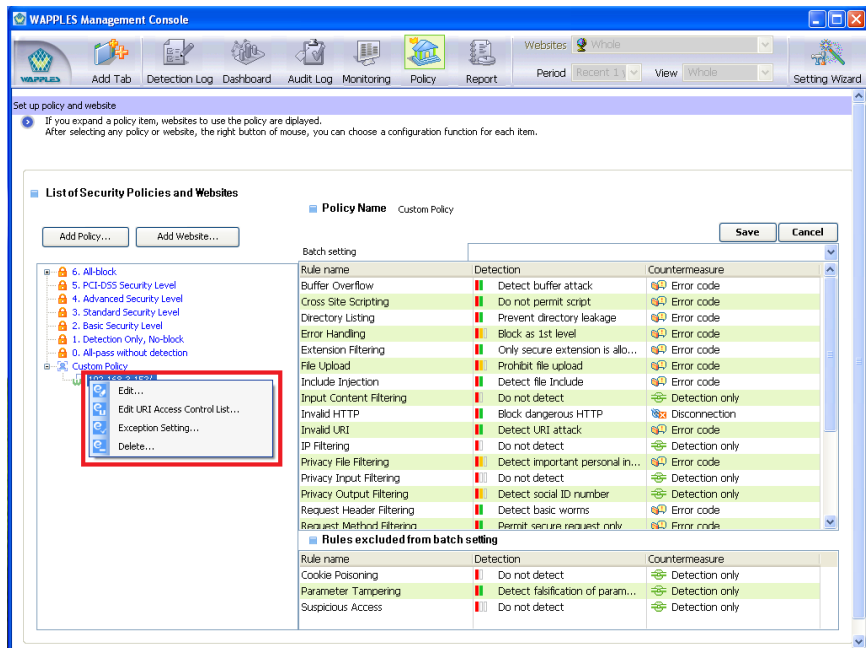 WAPPLES Management Console
WAPPLES
Add Tab
Detection Log
Dashboard
Audit Log
Monitoring
Policy
Report
Websites Whole
Period Recent 1 y View Whole
Setting Wizard
Set up policy and website
If you expand a policy item, websites to use the policy are diplayed.
After selecting any policy or website, the right button of mouse, you can choose a configuration function for each item.
List of Security Policies and Websites
Add Policy... Add Website...
6. All-block
5. PCI-DSS Security Level
4. Advanced Security Level
3. Standard Security Level
2. Basic Security Level
1. Detection Only, No-block
0. All-pass without detection
Custom Policy
Edit...
Edit URI Access Control List...
Exception Setting...
Delete...
Policy Name Custom Policy
Save Cancel
Batch setting
Rule name Detection Countermeasure
Buffer Overflow Detect buffer attack Error code
Cross Site Scripting Do not permit script Error code
Directory Listing Prevent directory leakage Error code
Error Handling Block as 1st level Error code
Extension Filtering Only secure extension is allo... Error code
File Upload Prohibit file upload Error code
Include Injection Detect file Include Error code
Input Content Filtering Do not detect Detection only
Invalid HTTP Block dangerous HTTP Disconnection
Invalid URI Detect URI attack Error code
IP Filtering Do not detect Detection only
Privacy File Filtering Detect important personal in... Error code
Privacy Input Filtering Do not detect Detection only
Privacy Output Filtering Detect social ID number Detection only
Request Header Filtering Detect basic worms Error code
Request Method Filtering Permit secure request only Error code
Rules excluded from batch setting
Rule name Detection Countermeasure
Cookie Poisoning Do not detect Detection only
Parameter Tampering Detect falsification of param... Detection only
Suspicious Access Do not detect Detection only